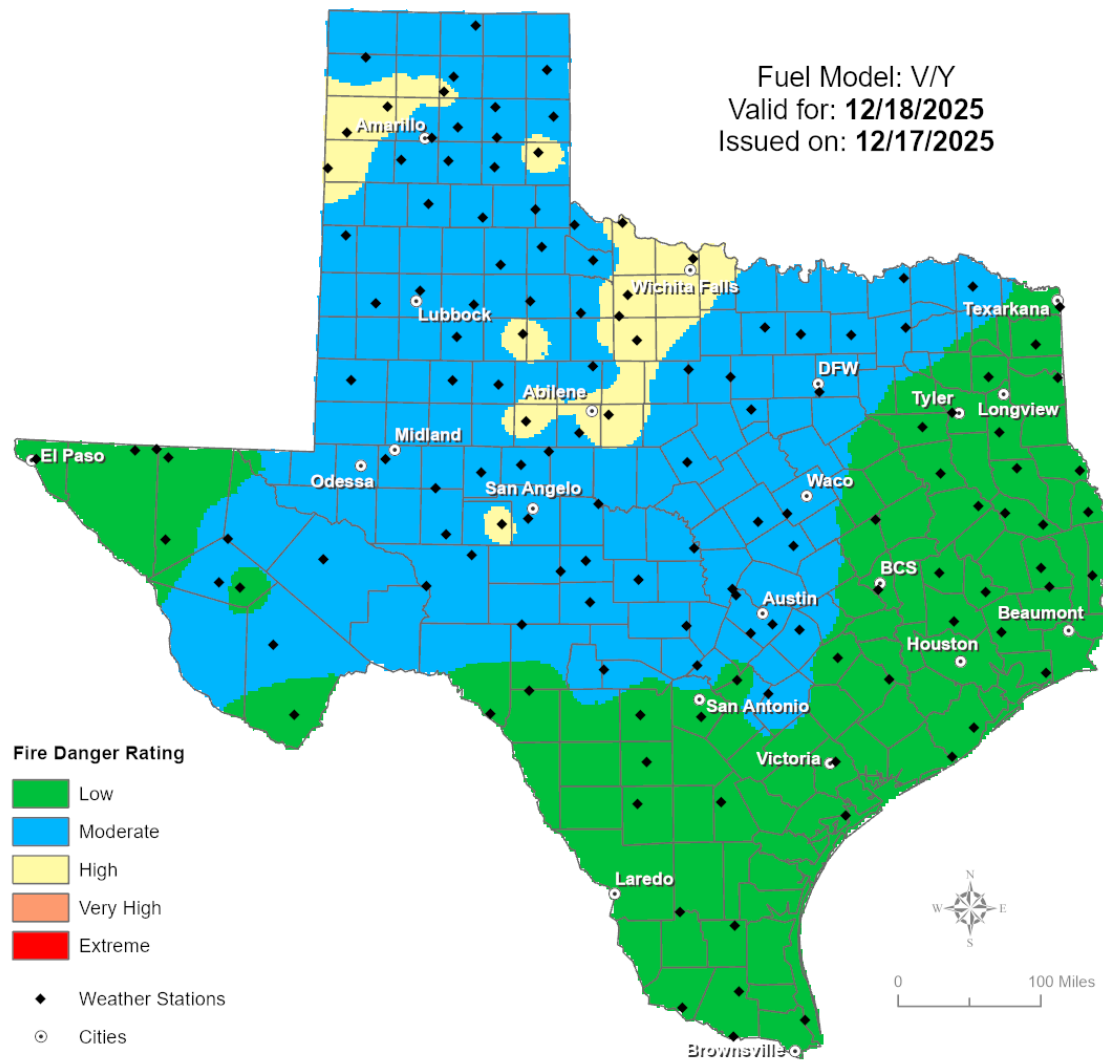 Fuel Model: V/Y
Valid for: 12/18/2025
Issued on: 12/17/2025
Amarillo
Wichita Falls
Lubbock
Texarkana
DFW
Abilene
Tyler
Longview
Midland
El Paso
Odessa
San Angelo
Waco
BCS
Austin
Beaumont
Houston
San Antonio
Victoria
Laredo
Brownsville
Fire Danger Rating
Low
Moderate
High
Very High
Extreme
Weather Stations
Cities
N
W E
S
0 100 Miles